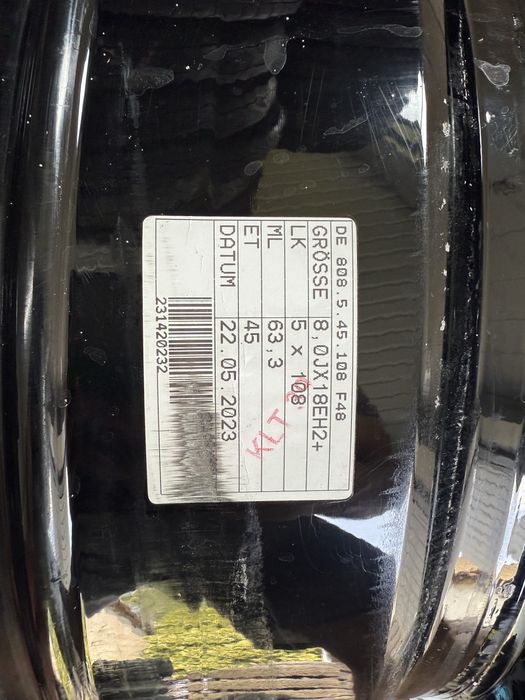 DE 808.5.45.108 F48
GRÖSSE 8,0JX18EH2+
LK 5 x 108
ML 63,3
ET 45
DATUM 22.05.2023
231420232
KLT